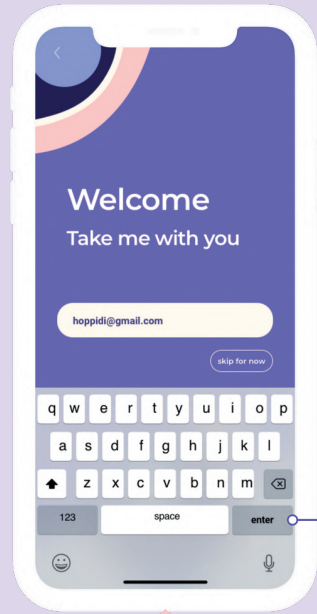 Welcome
Take me with you
hoppidi@gmail.com
skip for now
q w e r t y u i o p
a s d f g h j k l
z x c v b n m
123 space enter